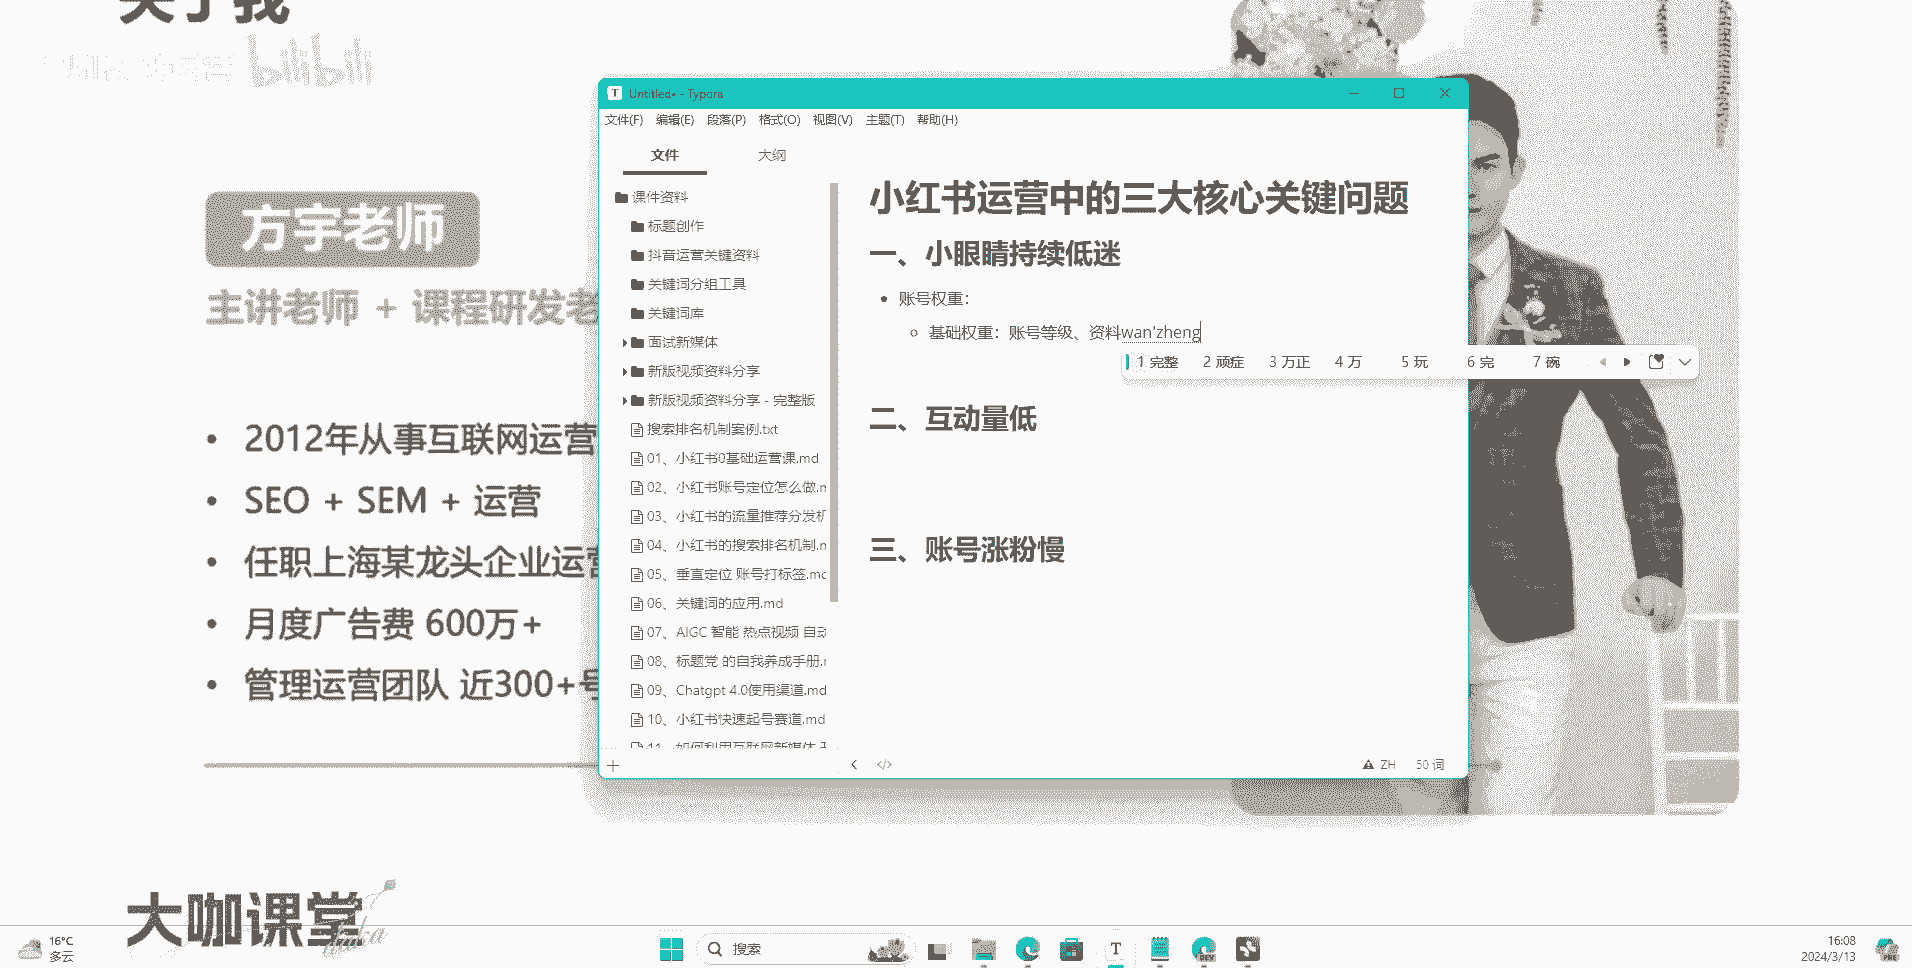 关于我
bilibili
方宇老师
主讲老师 + 课程研发老
2012年从事互联网运营
SEO + SEM + 运营
任职上海某龙头企业运营
月度广告费 600万+
管理运营团队 近300+号
大咖课堂
Untitled• - Typora
文件(F) 编辑(E) 段落(P) 格式(O) 视图(V) 主题(T) 帮助(H)
文件 大纲
课件资料
标题创作
抖音运营关键资料
关键词分组工具
关键词库
面试新媒体
新版视频资料分享
新版视频资料分享 - 完整版
搜索排名机制案例.txt
01、小红书0基础运营课.md
02、小红书账号定位怎么做.m
03、小红书的流量推荐分发机
04、小红书的搜索排名机制.m
05、垂直定位 账号打标签.md
06、关键词的应用.md
07、AIGC 智能 热点视频 自动
08、标题党 的自我养成手册.m
09、Chatgpt 4.0使用渠道.md
10、小红书快速起号赛道.md
11、如何利用互联网新媒体
小红书运营中的三大核心关键问题
一、小眼睛持续低迷
账号权重：
基础权重：账号等级、资料wan'zheng
1 完整 2 顽症 3 万正 4 万 5 玩 6 完 7 碗
二、互动量低
三、账号涨粉慢
ZH 50 词
16°C
多云
搜索
16:08
2024/3/13